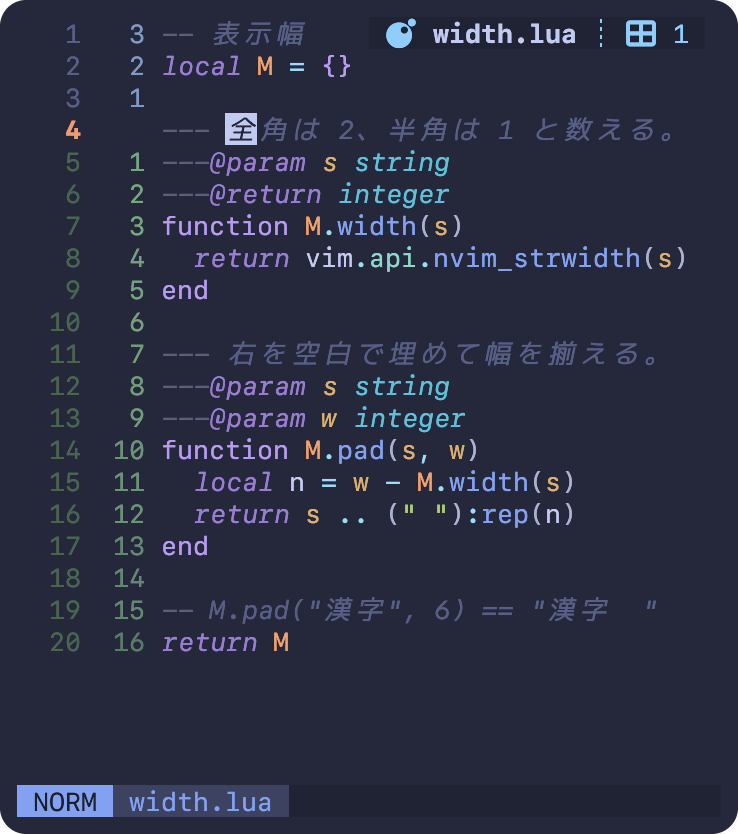 1 3 -- 表示幅 width.lua 1
2 2 local M = {}
3 1
4 --- 全角は 2、半角は 1 と数える。
5 1 ---@param s string
6 2 ---@return integer
7 3 function M.width(s)
8 4   return vim.api.nvim_strwidth(s)
9 5 end
10 6
11 7 --- 右を空白で埋めて幅を揃える。
12 8 ---@param s string
13 9 ---@param w integer
14 10 function M.pad(s, w)
15 11   local n = w - M.width(s)
16 12   return s .. (" "):rep(n)
17 13 end
18 14
19 15 -- M.pad("漢字", 6) == "漢字  "
20 16 return M
NORM width.lua